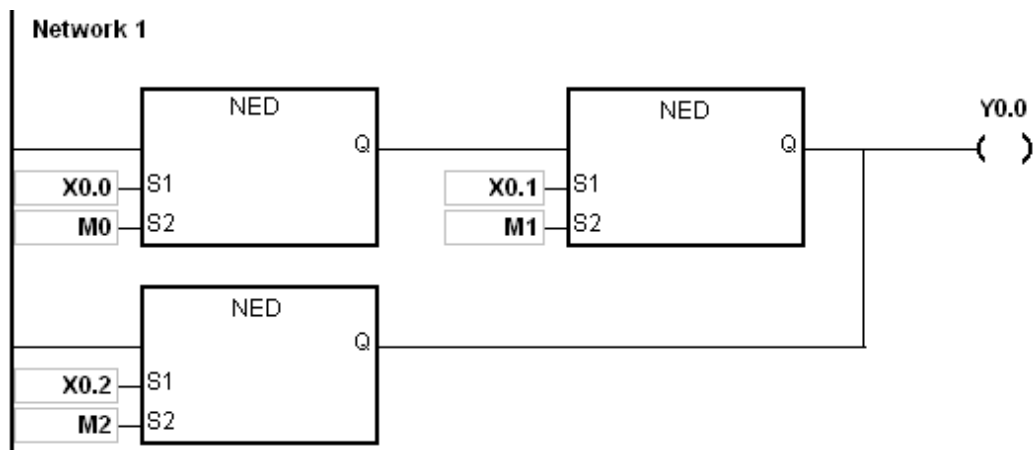 Network 1
NED
NED
Y0.0
Q
Q
X0.0 S1
X0.1 S1
M0 S2
M1 S2
NED
Q
X0.2 S1
M2 S2